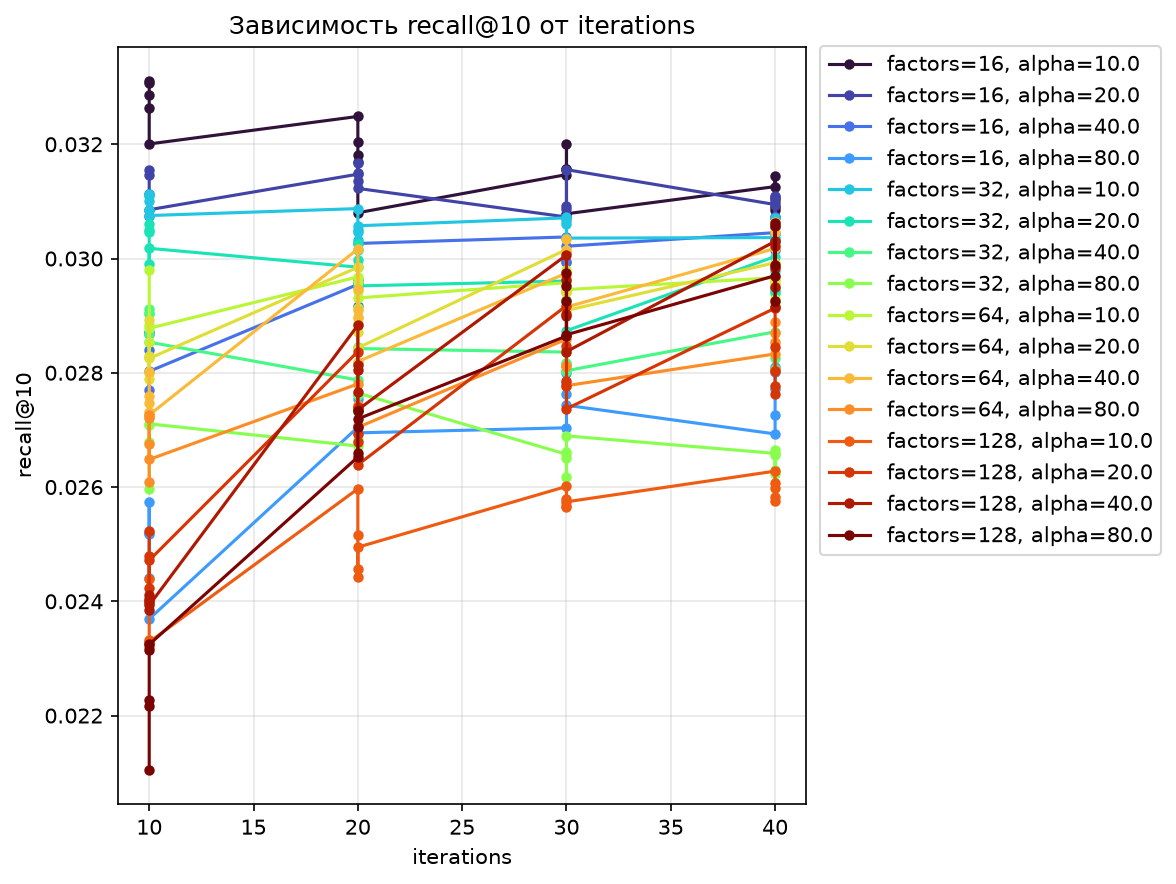 Зависимость recall@10 от iterations
recall@10
0.032
0.030
0.028
0.026
0.024
0.022
10
15
20
25
30
35
40
iterations
factors=16, alpha=10.0
factors=16, alpha=20.0
factors=16, alpha=40.0
factors=16, alpha=80.0
factors=32, alpha=10.0
factors=32, alpha=20.0
factors=32, alpha=40.0
factors=32, alpha=80.0
factors=64, alpha=10.0
factors=64, alpha=20.0
factors=64, alpha=40.0
factors=64, alpha=80.0
factors=128, alpha=10.0
factors=128, alpha=20.0
factors=128, alpha=40.0
factors=128, alpha=80.0